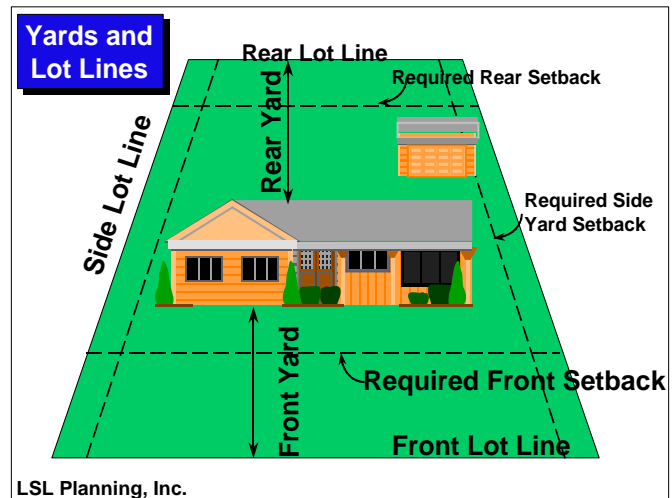 Yards and
Lot Lines
Rear Lot Line
Required Rear Setback
Rear Yard
Side Lot Line
Required Side
Yard Setback
Front Yard
Required Front Setback
Front Lot Line
LSL Planning, Inc.